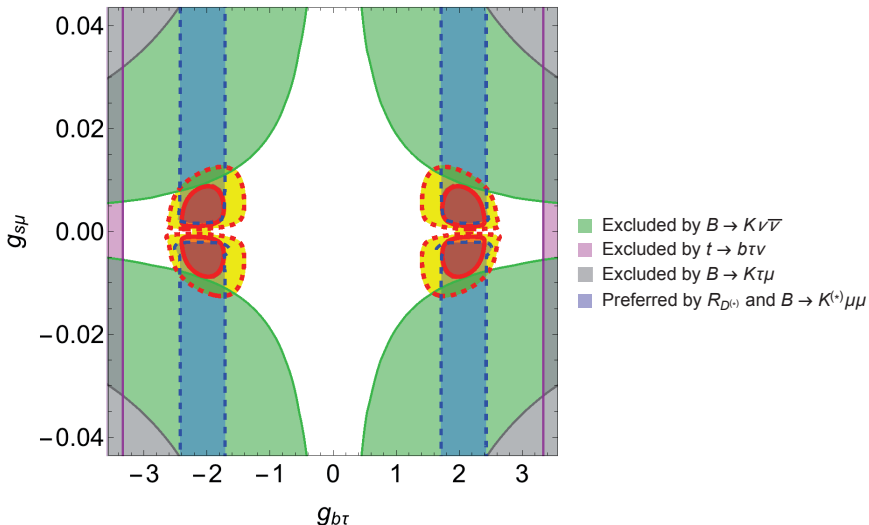 0.04
0.02
0.00
−0.02
−0.04
g_{sμ}
−3 −2 −1 0 1 2 3
g_{bτ}
Excluded by B → Kνν̅
Excluded by t → bτν
Excluded by B → Kτμ
Preferred by R_{D^{(*)}} and B → K^{(*)}μμ